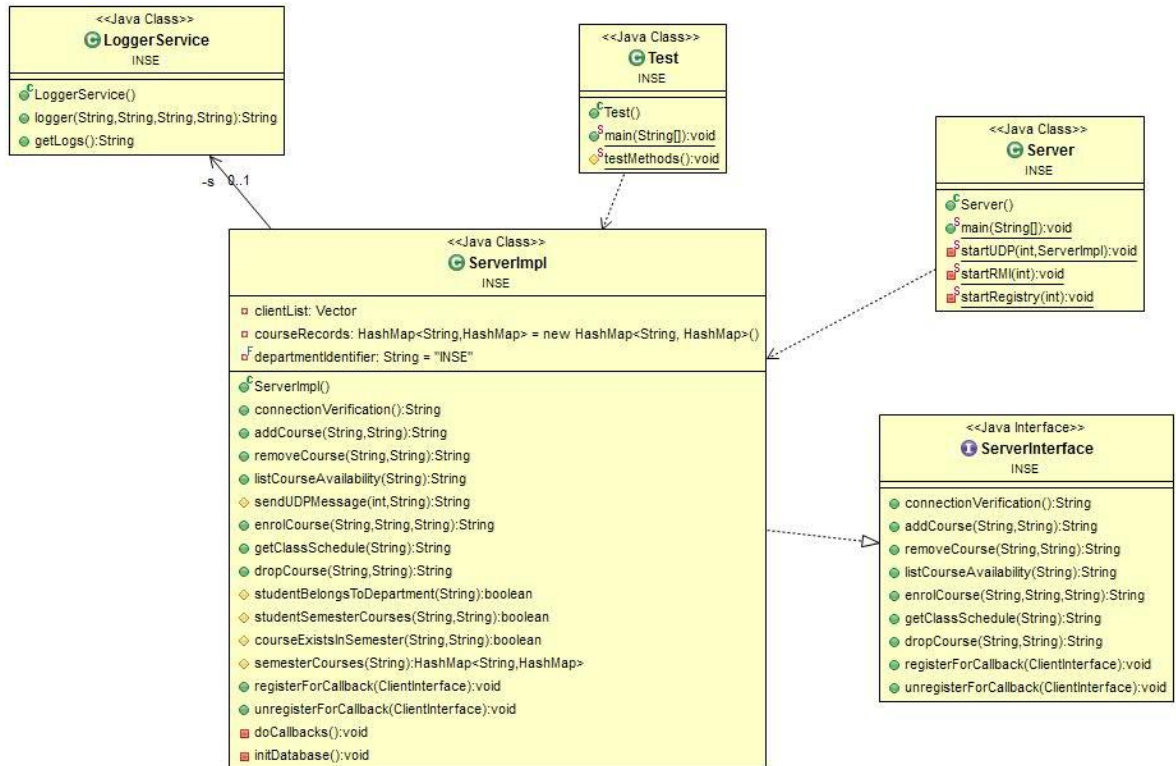 <<Java Class>>
LoggerService
INSE
LoggerService()
logger(String,String,String,String):String
getLogs():String
-s 0..1
<<Java Class>>
Test
INSE
Test()
main(String[]):void
testMethods():void
<<Java Class>>
Server
INSE
Server()
main(String[]):void
startUDP(int,ServerImpl):void
startRMI(int):void
startRegistry(int):void
<<Java Class>>
ServerImpl
INSE
clientList: Vector
courseRecords: HashMap<String,HashMap> = new HashMap<String, HashMap>()
departmentIdentifier: String = "INSE"
ServerImpl()
connectionVerification():String
addCourse(String,String):String
removeCourse(String,String):String
listCourseAvailability(String):String
sendUDPMessage(int,String):String
enrolCourse(String,String,String):String
getClassSchedule(String):String
dropCourse(String,String):String
studentBelongsToDepartment(String):boolean
studentSemesterCourses(String,String):boolean
courseExistsInSemester(String,String):boolean
semesterCourses(String):HashMap<String,HashMap>
registerForCallback(ClientInterface):void
unregisterForCallback(ClientInterface):void
doCallbacks():void
initDatabase():void
<<Java Interface>>
ServerInterface
INSE
connectionVerification():String
addCourse(String,String):String
removeCourse(String,String):String
listCourseAvailability(String):String
enrolCourse(String,String,String):String
getClassSchedule(String):String
dropCourse(String,String):String
registerForCallback(ClientInterface):void
unregisterForCallback(ClientInterface):void